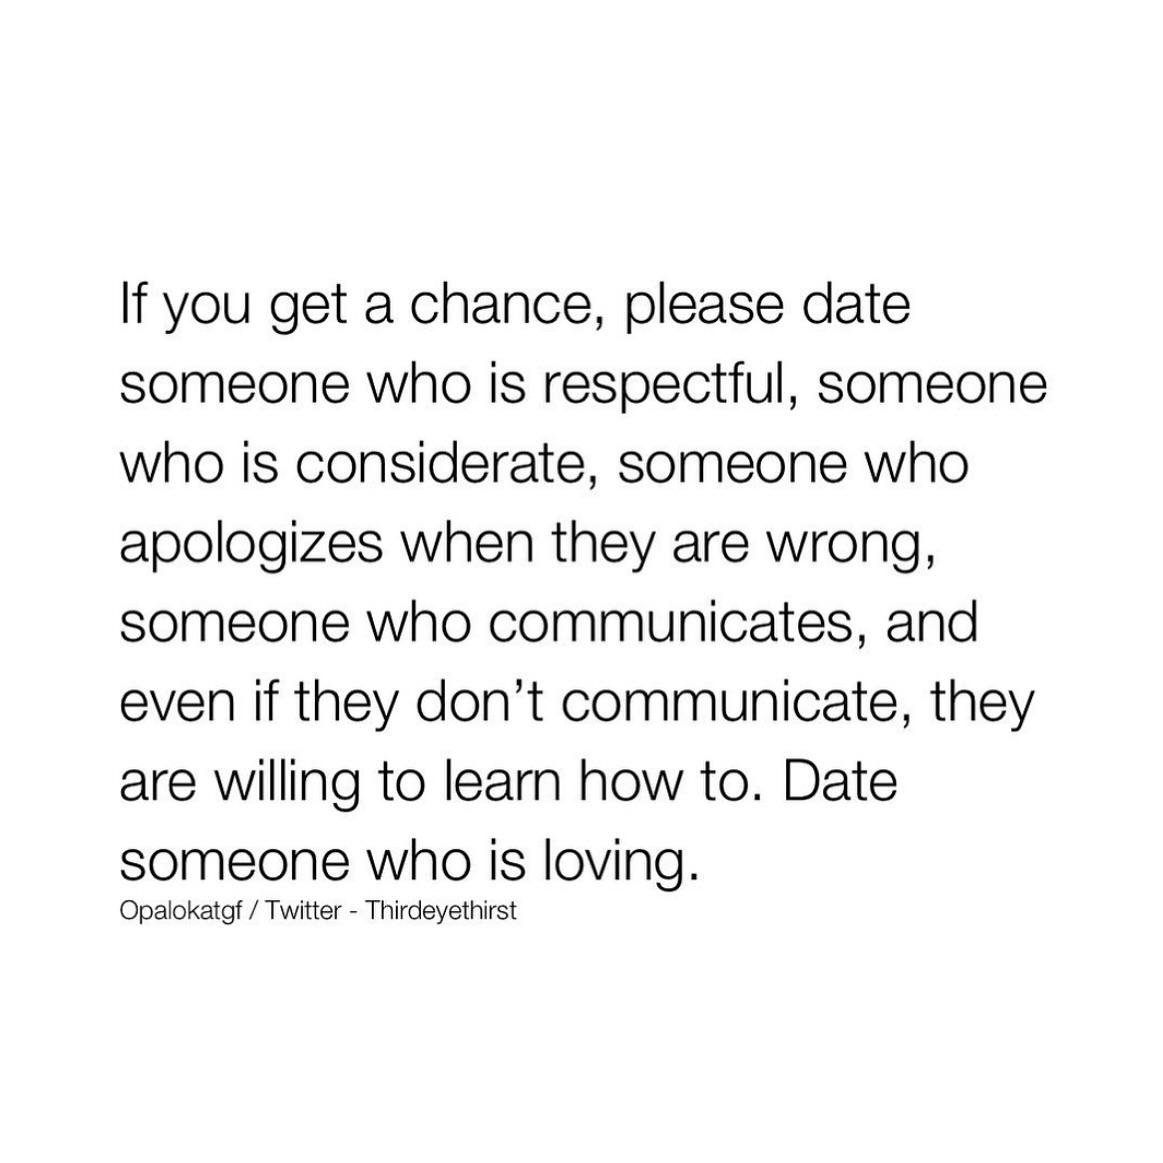 If you get a chance, please date
someone who is respectful, someone
who is considerate, someone who
apologizes when they are wrong,
someone who communicates, and
even if they don’t communicate, they
are willing to learn how to. Date
someone who is loving.
Opalokatgf / Twitter - Thirdeyethirst